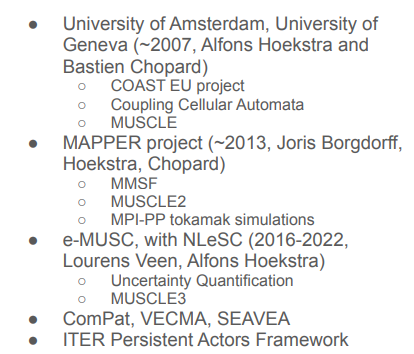 ● University of Amsterdam, University of
Geneva (~2007, Alfons Hoekstra and
Bastien Chopard)
○ COAST EU project
○ Coupling Cellular Automata
○ MUSCLE
● MAPPER project (~2013, Joris Borgdorff,
Hoekstra, Chopard)
○ MMSF
○ MUSCLE2
○ MPI-PP tokamak simulations
● e-MUSC, with NLeSC (2016-2022,
Lourens Veen, Alfons Hoekstra)
○ Uncertainty Quantification
○ MUSCLE3
● ComPat, VECMA, SEAVEA
● ITER Persistent Actors Framework